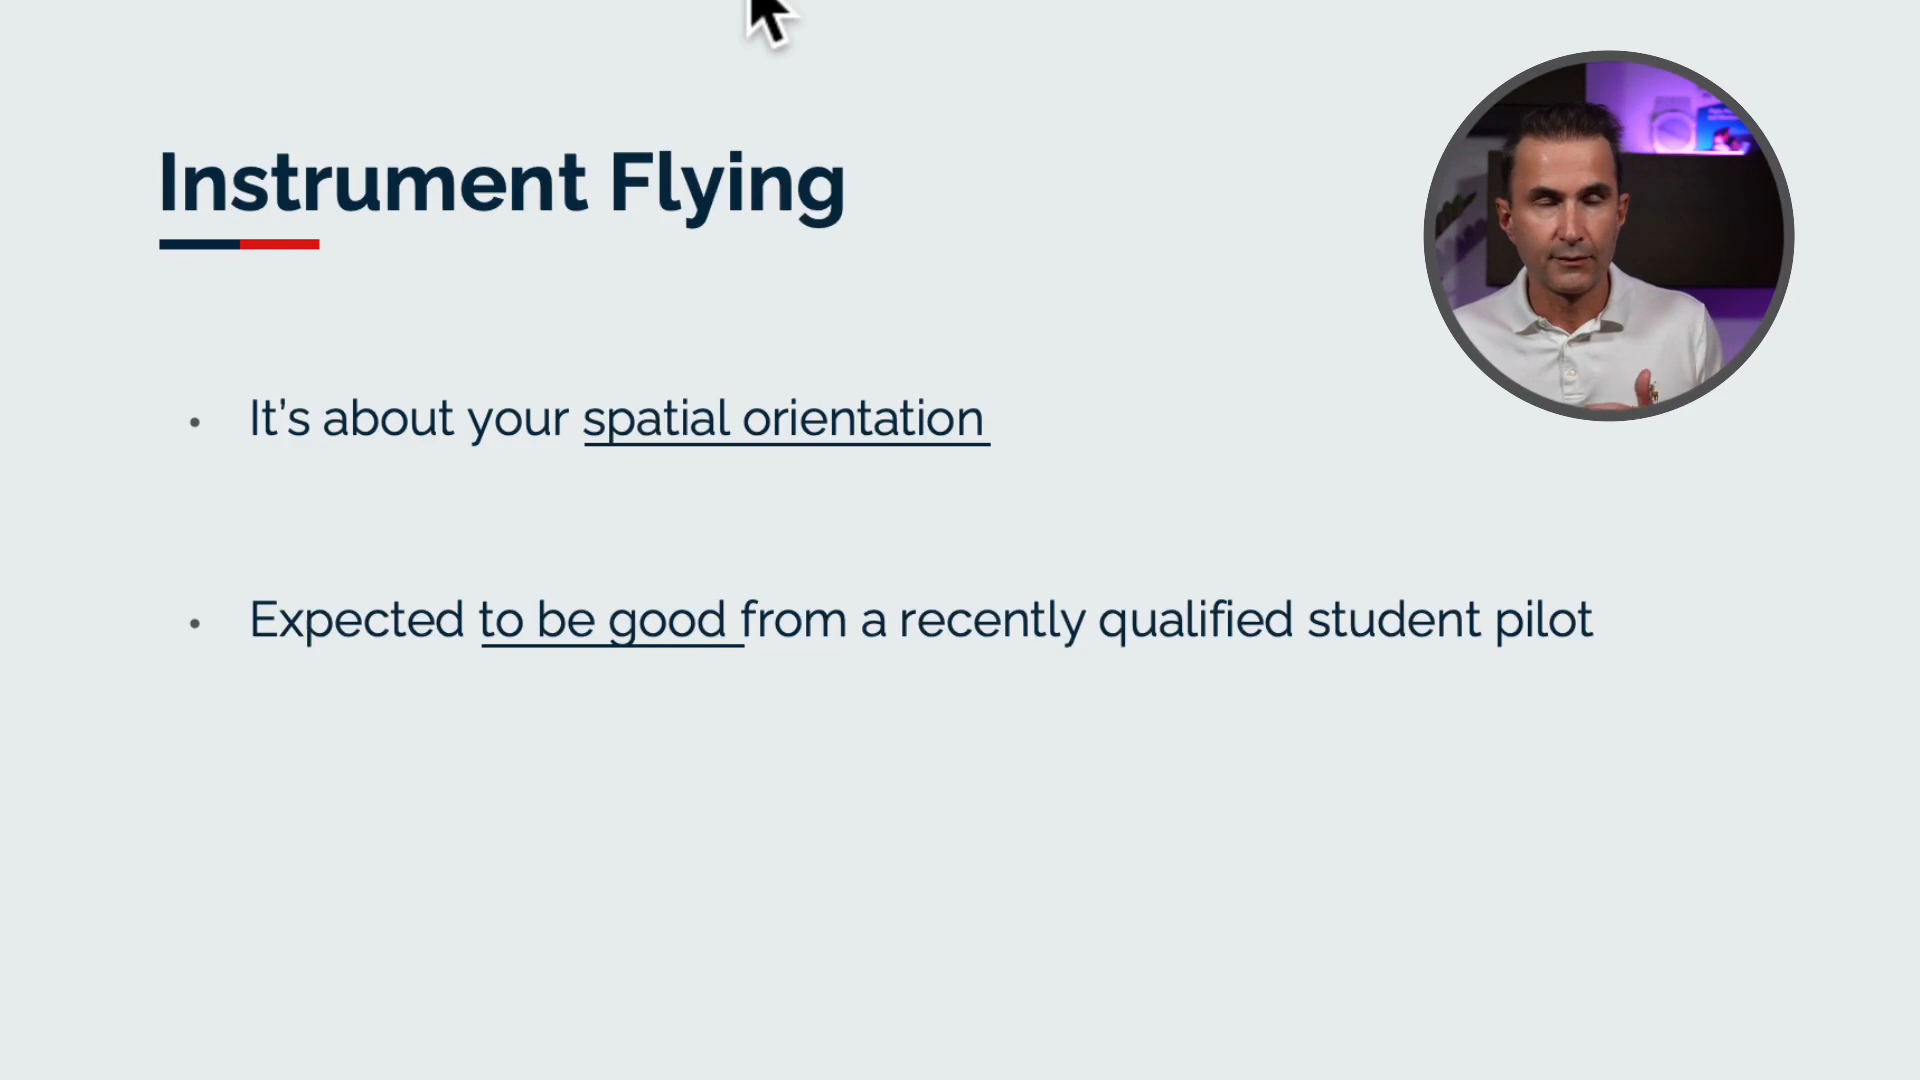 Instrument Flying
• It's about your spatial orientation
• Expected to be good from a recently qualified student pilot